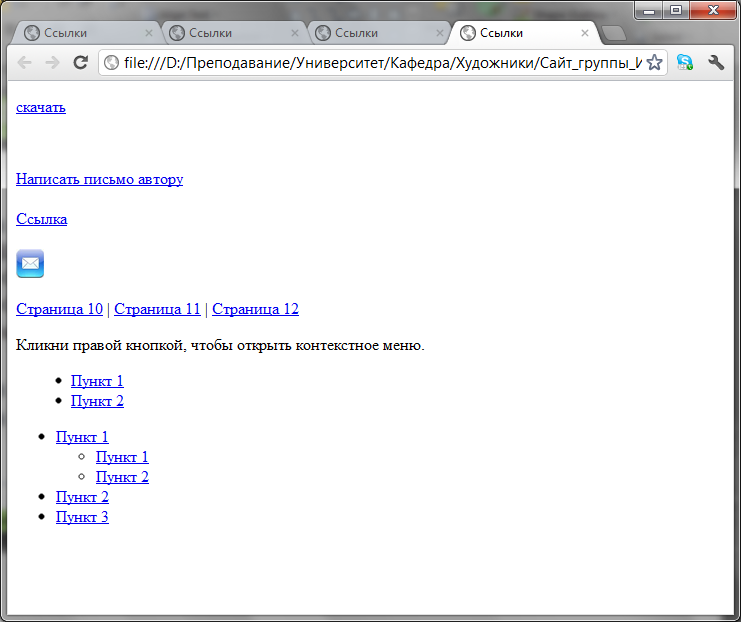 Ссылки Ссылки Ссылки Ссылки
file:///D:/Преподавание/Университет/Кафедра/Художники/Сайт_группы_И
скачать
Написать письмо автору
Ссылка
Страница 10 | Страница 11 | Страница 12
Кликни правой кнопкой, чтобы открыть контекстное меню.
Пункт 1
Пункт 2
Пункт 1
Пункт 1
Пункт 2
Пункт 2
Пункт 3